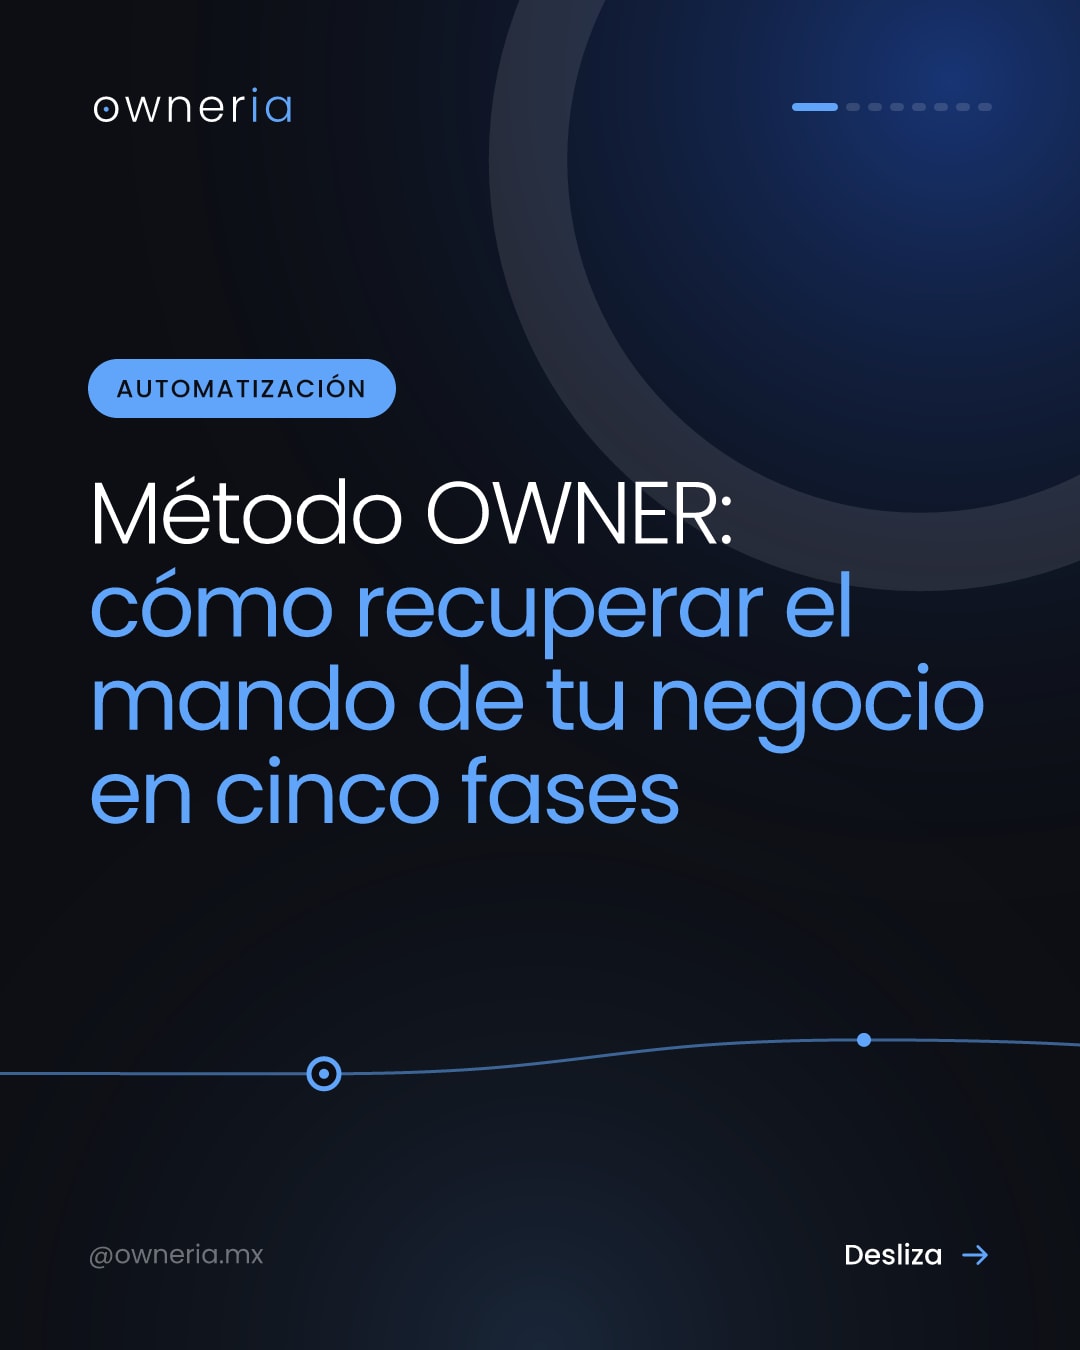 owneria
AUTOMATIZACIÓN
Método OWNER:
cómo recuperar el
mando de tu negocio
en cinco fases
@owneria.mx
Desliza →